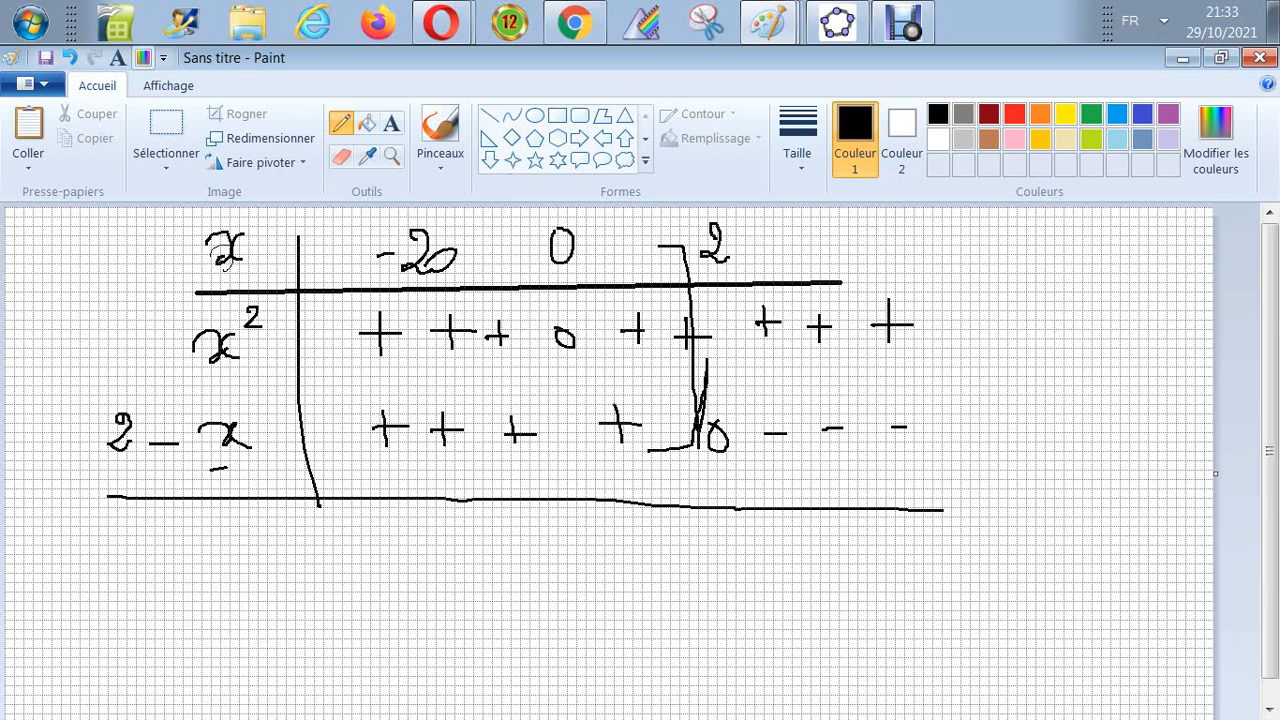 12
FR
21:33
29/10/2021
Sans titre - Paint
Accueil Affichage
Coller
Couper
Copier
Presse-papiers
Sélectionner
Rogner
Redimensionner
Faire pivoter
Image
Outils
Pinceaux
Contour
Remplissage
Formes
Taille
Couleur 1
Couleur 2
Modifier les couleurs
Couleurs
x -20 0 2
x² + + + 0 + + + + +
2 - x + + + + 0 - - -